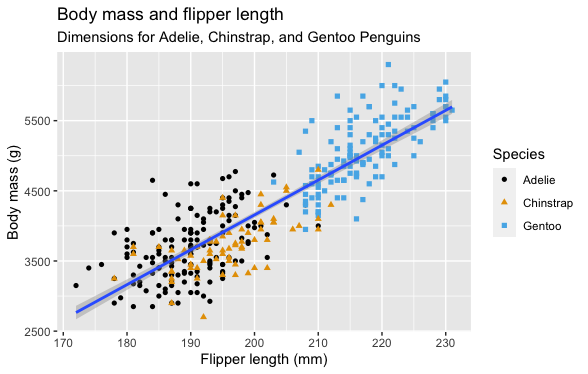 Body mass and flipper length
Dimensions for Adelie, Chinstrap, and Gentoo Penguins
Body mass (g)
5500
4500
3500
2500
170 180 190 200 210 220 230
Flipper length (mm)
Species
Adelie
Chinstrap
Gentoo